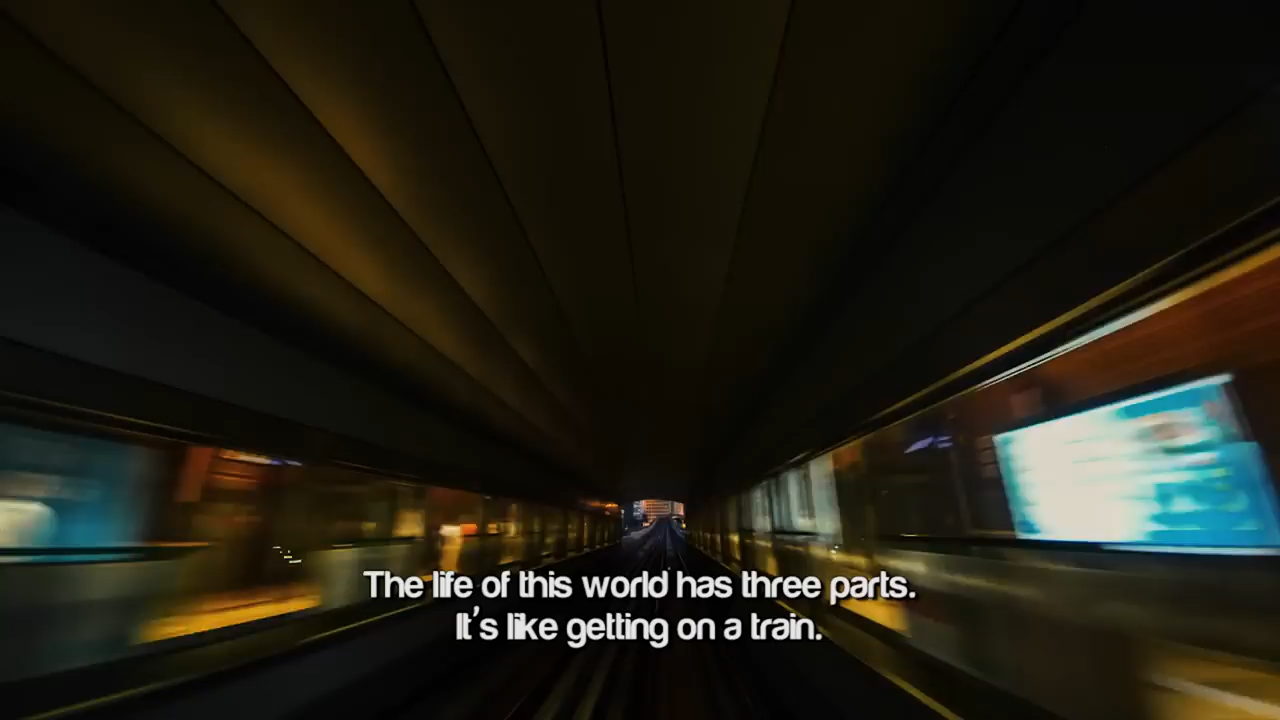 The life of this world has three parts.
It's like getting on a train.